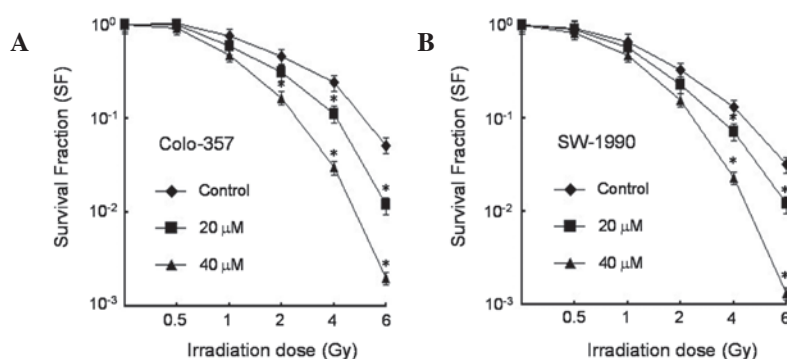 A
Survival Fraction (SF)
10⁰
10⁻¹
10⁻²
10⁻³
Colo-357
Control
20 µM
40 µM
*
*
*
*
*
*
0.5
1
2
4
6
Irradiation dose (Gy)
B
Survival Fraction (SF)
10⁰
10⁻¹
10⁻²
10⁻³
SW-1990
Control
20 µM
40 µM
*
*
*
*
0.5
1
2
4
6
Irradiation dose (Gy)